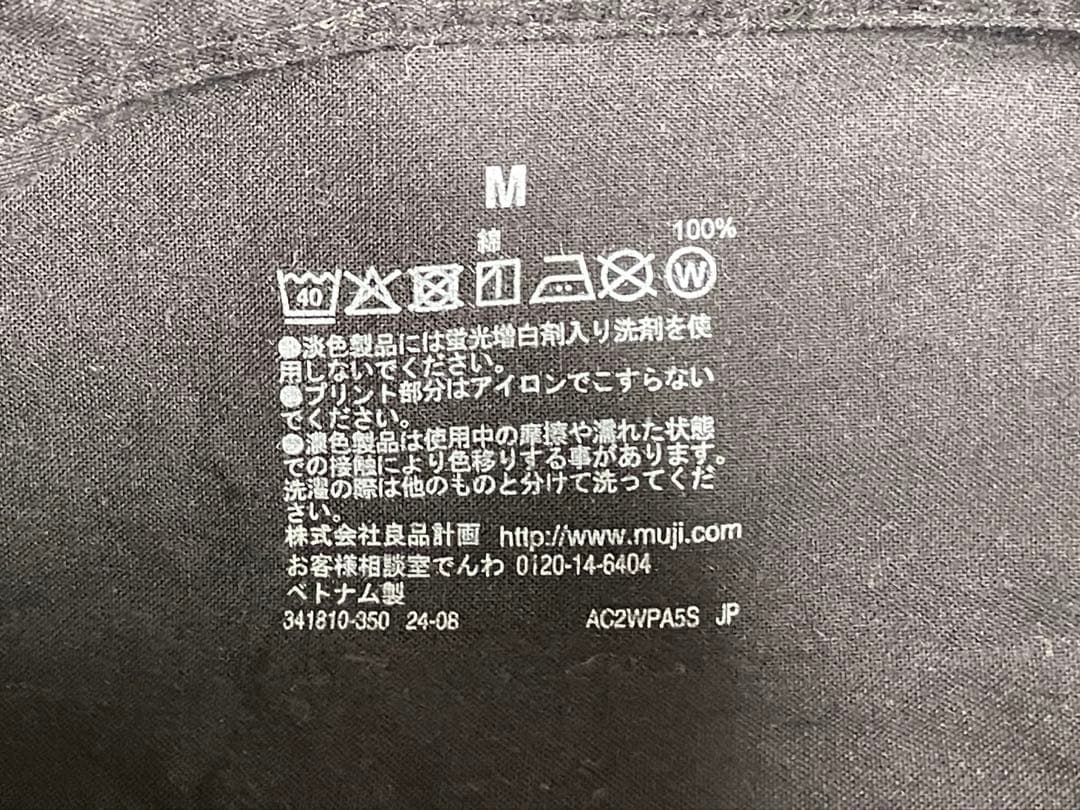 M
綿 100%
40 W
●淡色製品には蛍光増白剤入り洗剤を使
用しないでください。
●プリント部分はアイロンでこすらない
でください。
●濃色製品は使用中の摩擦や濡れた状態
での接触により色移りする事があります。
洗濯の際は他のものと分けて洗ってくだ
さい。
株式会社良品計画 http://www.muji.com
お客様相談室でんわ 0120-14-6404
ベトナム製
341810-350 24-08 AC2WPA5S JP